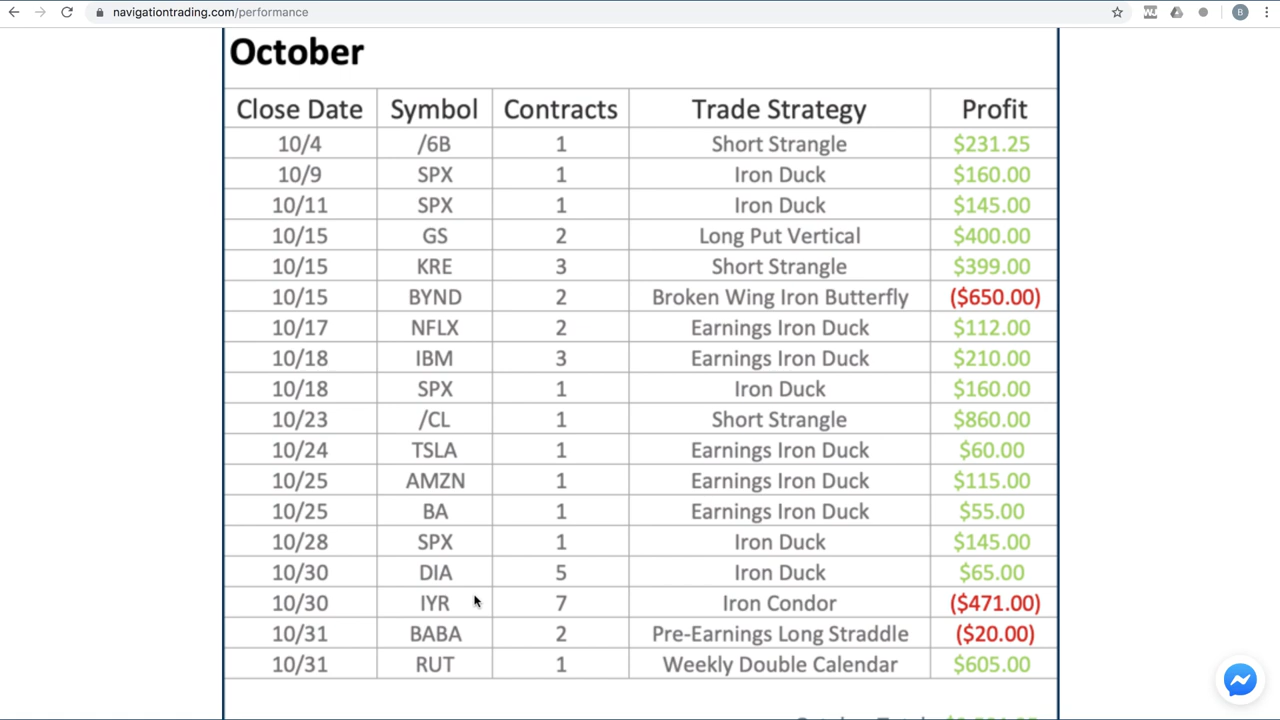 navigationtrading.com/performance
October
Close Date Symbol Contracts Trade Strategy Profit
10/4 /6B 1 Short Strangle $231.25
10/9 SPX 1 Iron Duck $160.00
10/11 SPX 1 Iron Duck $145.00
10/15 GS 2 Long Put Vertical $400.00
10/15 KRE 3 Short Strangle $399.00
10/15 BYND 2 Broken Wing Iron Butterfly ($650.00)
10/17 NFLX 2 Earnings Iron Duck $112.00
10/18 IBM 3 Earnings Iron Duck $210.00
10/18 SPX 1 Iron Duck $160.00
10/23 /CL 1 Short Strangle $860.00
10/24 TSLA 1 Earnings Iron Duck $60.00
10/25 AMZN 1 Earnings Iron Duck $115.00
10/25 BA 1 Earnings Iron Duck $55.00
10/28 SPX 1 Iron Duck $145.00
10/30 DIA 5 Iron Duck $65.00
10/30 IYR 7 Iron Condor ($471.00)
10/31 BABA 2 Pre-Earnings Long Straddle ($20.00)
10/31 RUT 1 Weekly Double Calendar $605.00